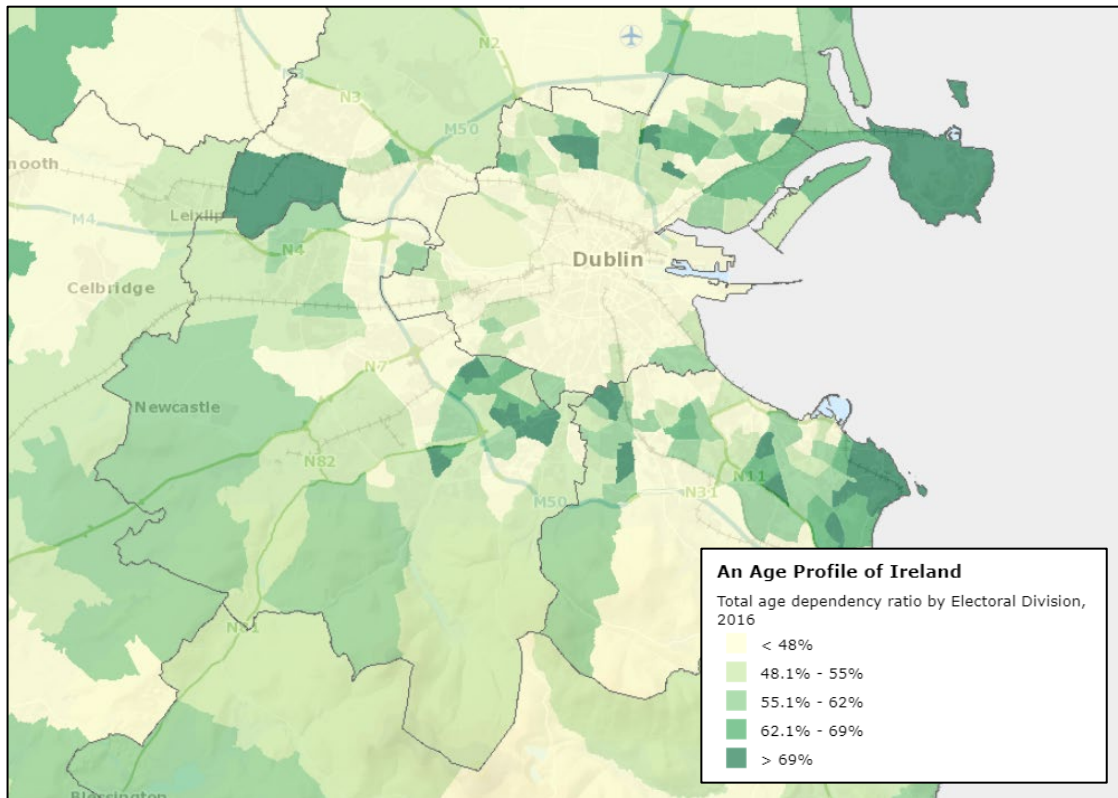 N2
N3
N3
M50
nooth
Leixlip
M4
N4
Dublin
Celbridge
N7
Newcastle
N82
N11
M50
N31
N81
Blessington
An Age Profile of Ireland
Total age dependency ratio by Electoral Division,
2016
< 48%
48.1% - 55%
55.1% - 62%
62.1% - 69%
> 69%